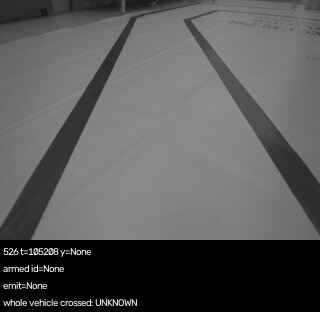 526 t=105208 y=None
armed id=None
emit=None
whole vehicle crossed: UNKNOWN